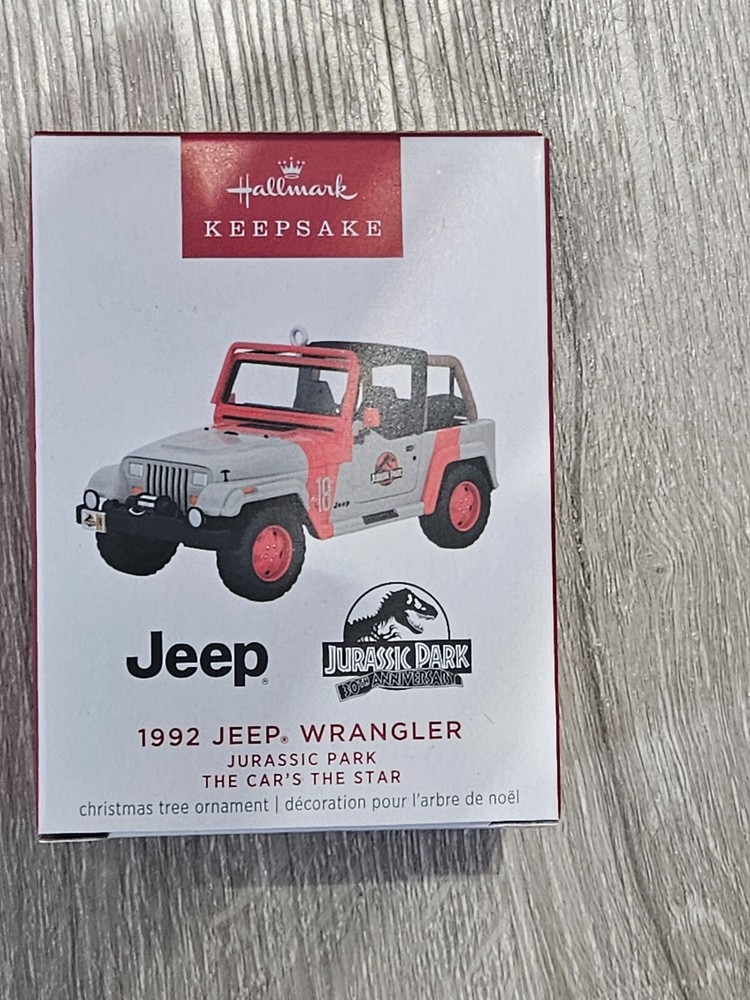 Hallmark
KEEPSAKE
18
Jeep
JURASSIC PARK
Jeep®
JURASSIC PARK
30TH ANNIVERSARY
1992 JEEP® WRANGLER
JURASSIC PARK
THE CAR'S THE STAR
christmas tree ornament | décoration pour l'arbre de noël